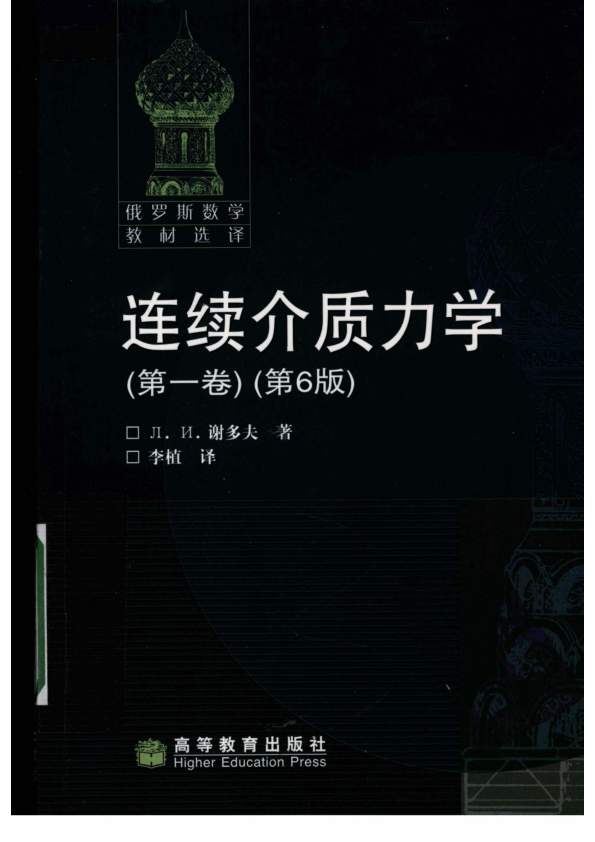 俄罗斯数学
教材选译
连续介质力学
(第一卷) (第6版)
□ Л. И. 谢多夫 著
□ 李植 译
高等教育出版社
Higher Education Press